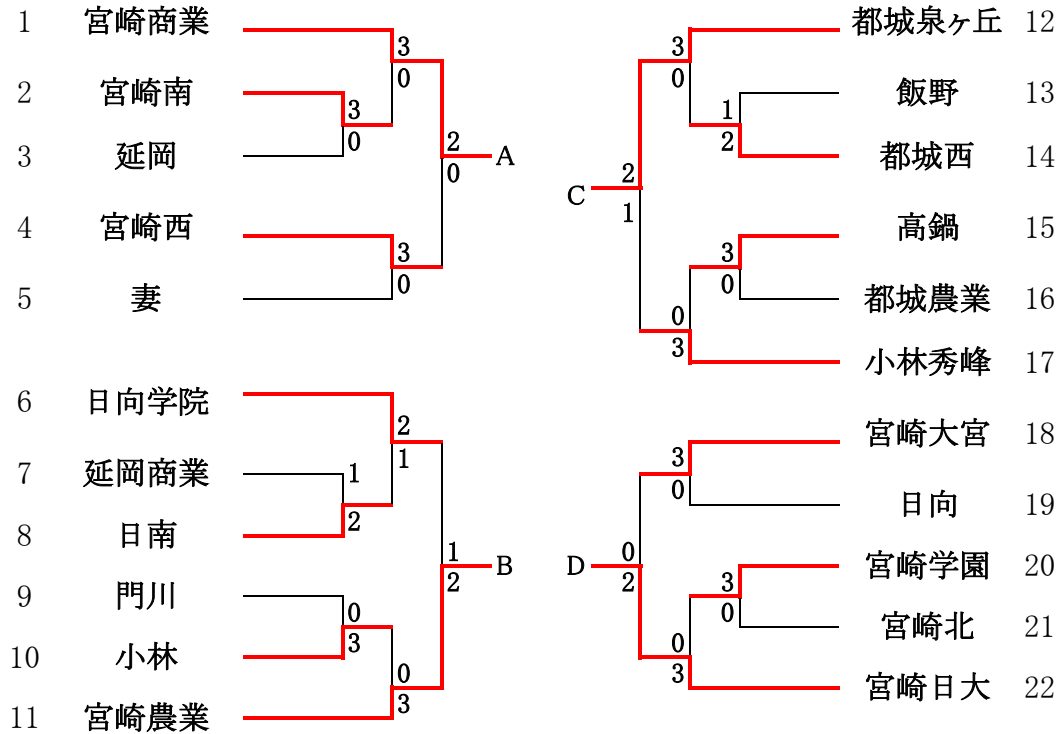 1 宮崎商業
2 宮崎南
3 延岡
4 宮崎西
5 妻
3
0
3
0
2
0
A
3
0
6 日向学院
7 延岡商業
8 日南
9 門川
10 小林
11 宮崎農業
2
1
1
2
1
2
B
0
3
0
3
都城泉ヶ丘 12
飯野 13
都城西 14
高鍋 15
都城農業 16
小林秀峰 17
3
0
1
2
C
2
1
3
0
0
3
宮崎大宮 18
日向 19
宮崎学園 20
宮崎北 21
宮崎日大 22
3
0
D
0
2
3
0
0
3